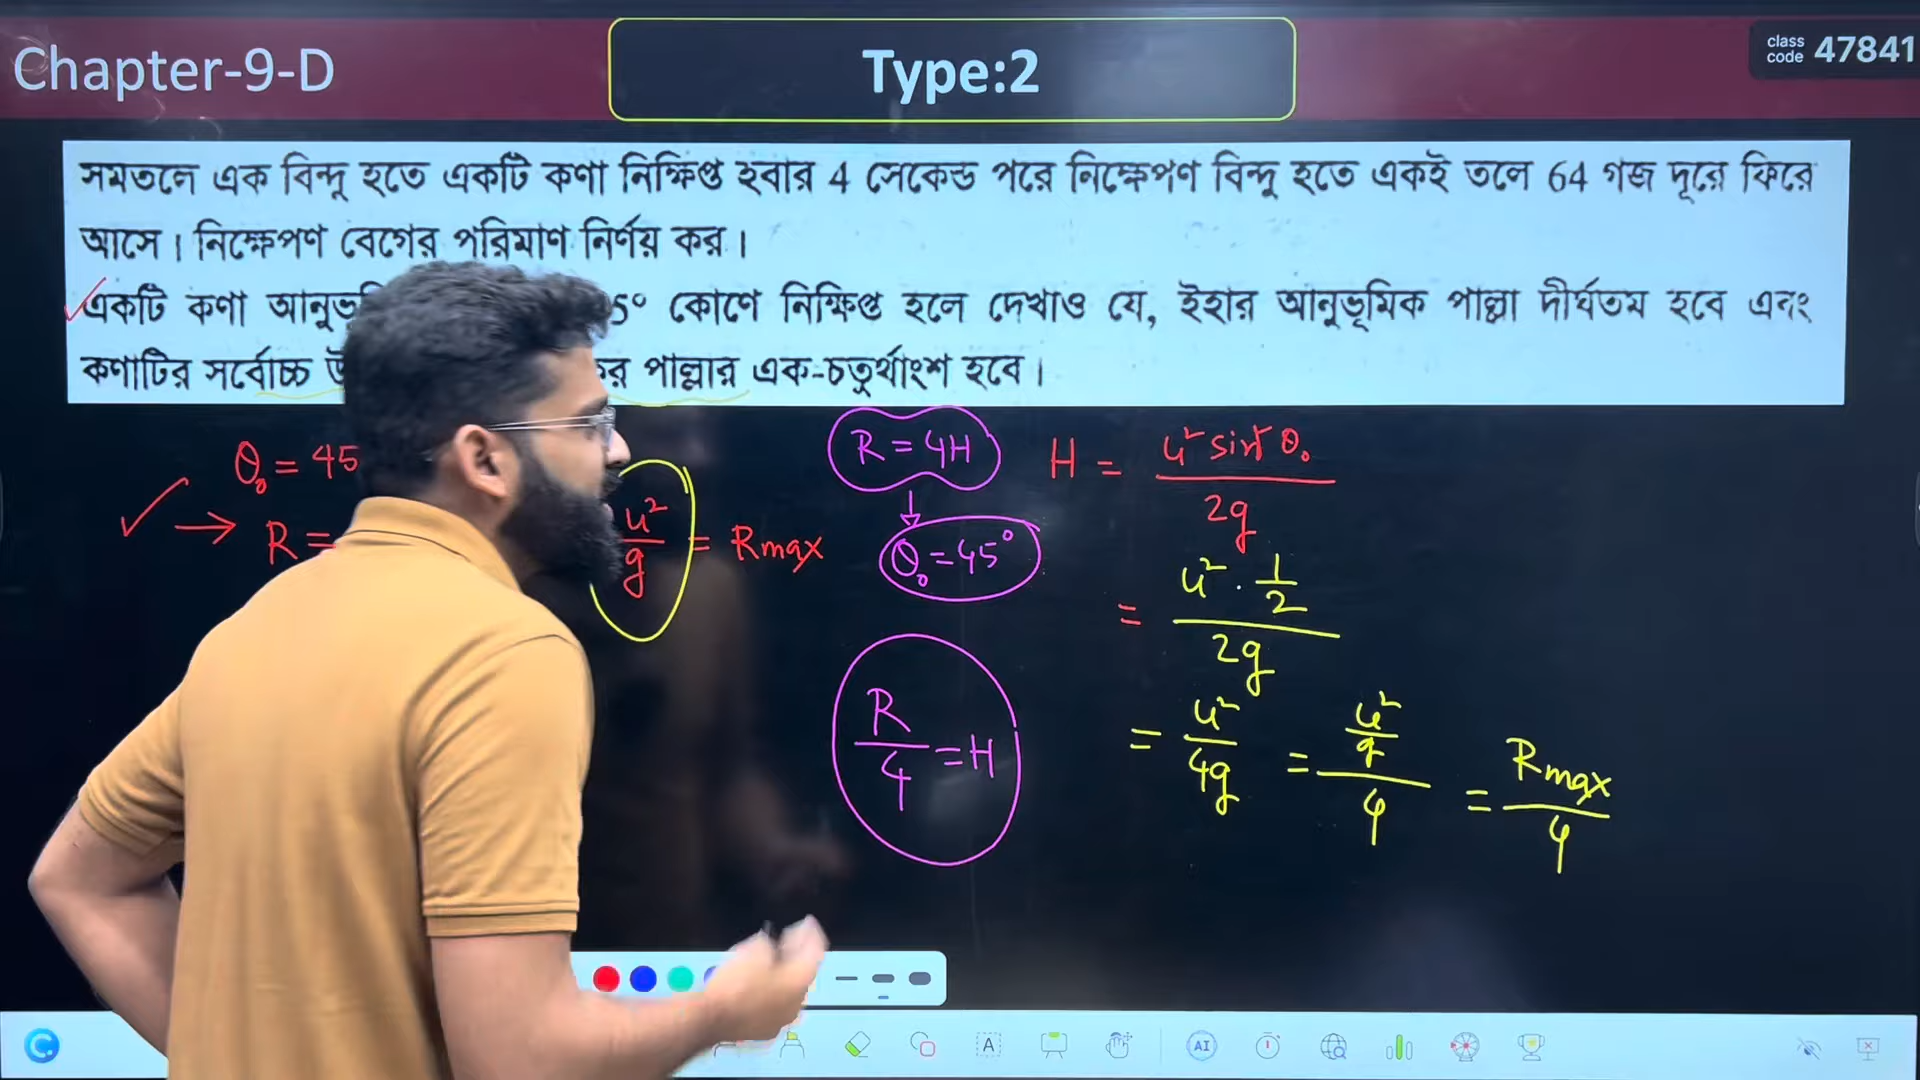 Chapter-9-D
Type:2
class code 47841
সমতলে এক বিন্দু হতে একটি কণা নিক্ষিপ্ত হবার 4 সেকেন্ড পরে নিক্ষেপণ বিন্দু হতে একই তলে 64 গজ দূরে ফিরে
আসে। নিক্ষেপণ বেগের পরিমাণ নির্ণয় কর।
একটি কণা 5° কোণে নিক্ষিপ্ত হলে দেখাও যে, ইহার আনুভূমিক পাল্লা দীর্ঘতম হবে এবং
কণাটির সর্বোচ্চ পাল্লার এক-চতুর্থাংশ হবে।
θ₀ = 45
→ R =
u²/g = Rmax
R = 4H
↓
θ₀ = 45°
R/4 = H
H = u² sin² θ₀ / 2g
= u² · 1/2 / 2g
= u²/4g = u²/g / 4 = Rmax/4
A
AI